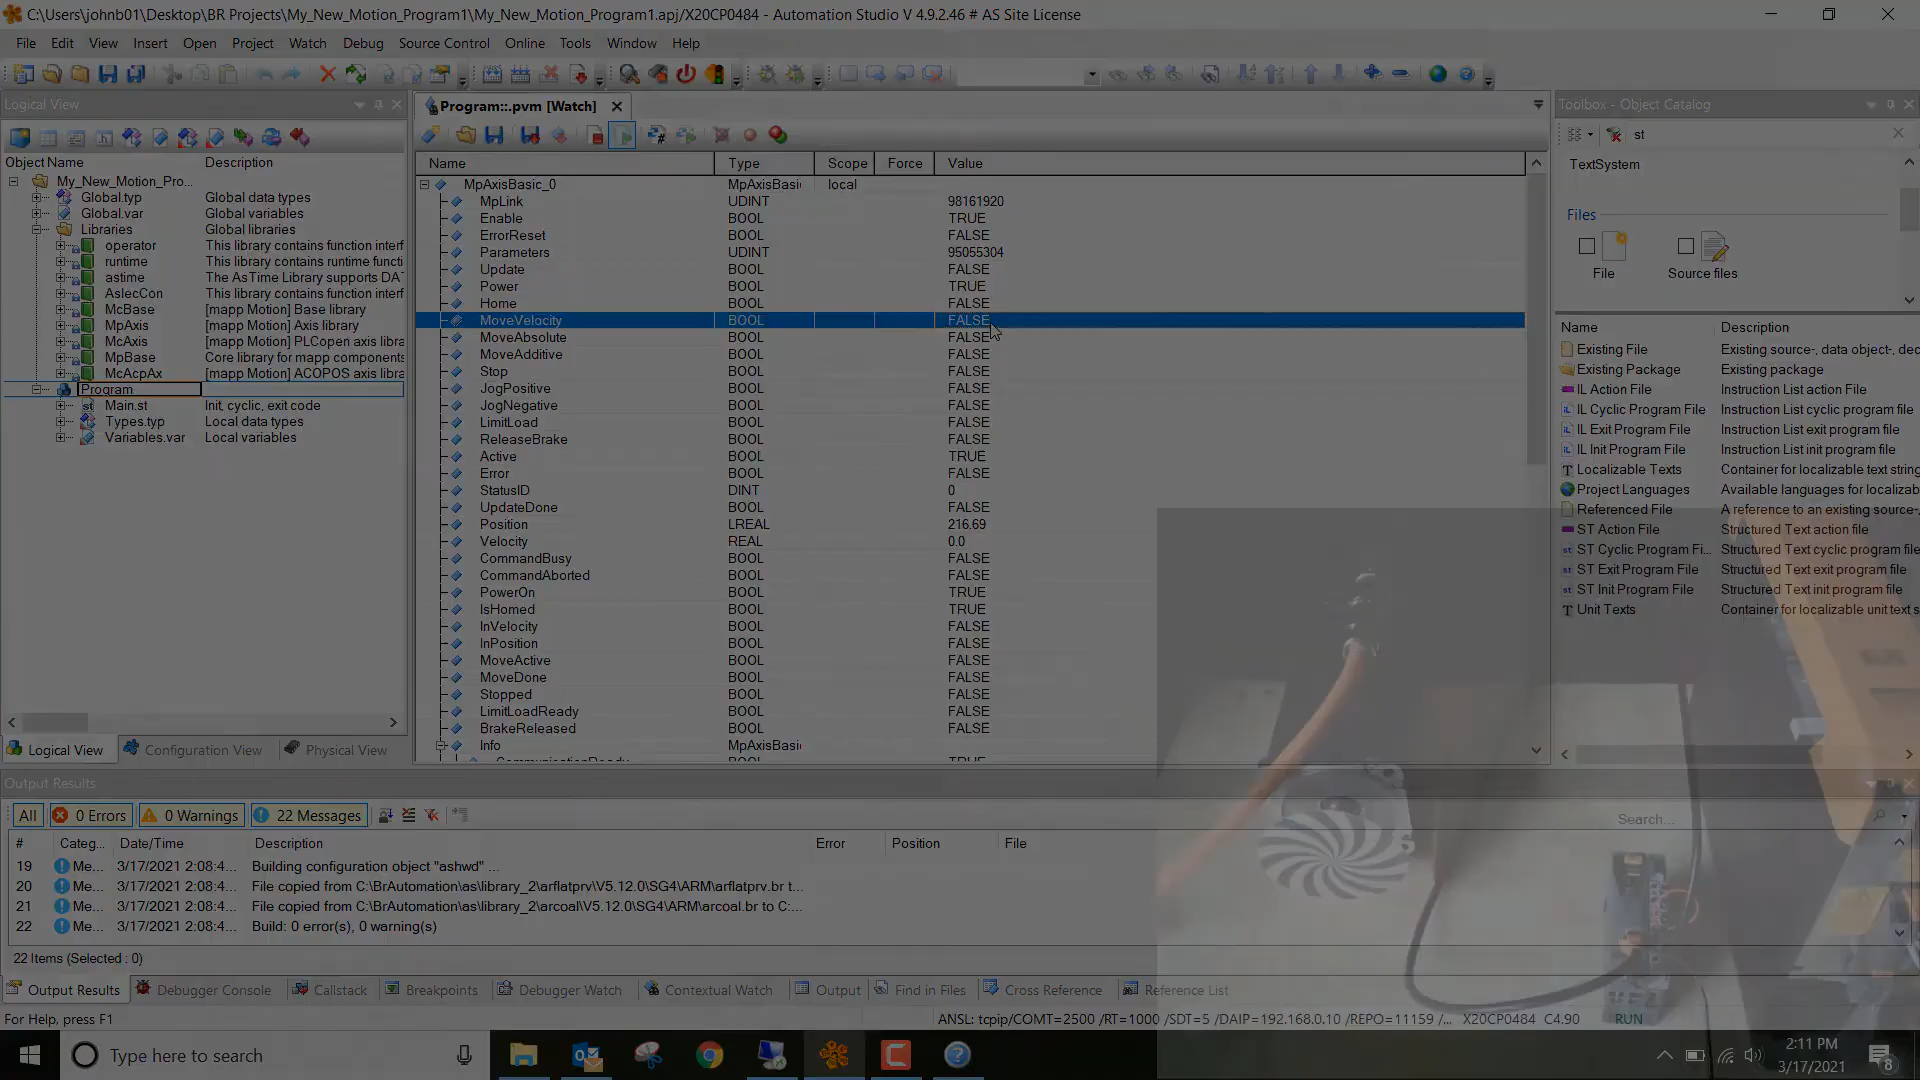 C:\Users\johnb01\Desktop\BR Projects\My_New_Motion_Program1\My_New_Motion_Program1.apj/X20CP0484 - Automation Studio V 4.9.2.46 # AS Site License
File Edit View Insert Open Project Watch Debug Source Control Online Tools Window Help
Logical View
Object Name Description
My_New_Motion_Pro...
Global.typ Global data types
Global.var Global variables
Libraries Global libraries
operator This library contains function interf
runtime This library contains runtime functi
astime The AsTime Library supports DA
AsIecCon This library contains function interf
McBase [mapp Motion] Base library
MpAxis [mapp Motion] Axis library
McAxis [mapp Motion] PLCopen axis libra
MpBase Core library for mapp components
McAcpAx [mapp Motion] ACOPOS axis libra
Program
Main.st Init, cyclic, exit code
Types.typ Local data types
Variables.var Local variables
Logical View Configuration View Physical View
Program::.pvm [Watch]
Name Type Scope Force Value
MpAxisBasic_0 MpAxisBasi local
MpLink UDINT 98161920
Enable BOOL TRUE
ErrorReset BOOL FALSE
Parameters UDINT 95055304
Update BOOL FALSE
Power BOOL TRUE
Home BOOL FALSE
MoveVelocity BOOL FALSE
MoveAbsolute BOOL FALSE
MoveAdditive BOOL FALSE
Stop BOOL FALSE
JogPositive BOOL FALSE
JogNegative BOOL FALSE
LimitLoad BOOL FALSE
ReleaseBrake BOOL FALSE
Active BOOL TRUE
Error BOOL FALSE
StatusID DINT 0
UpdateDone BOOL FALSE
Position LREAL 216.69
Velocity REAL 0.0
CommandBusy BOOL FALSE
CommandAborted BOOL FALSE
PowerOn BOOL TRUE
IsHomed BOOL TRUE
InVelocity BOOL FALSE
InPosition BOOL FALSE
MoveActive BOOL FALSE
MoveDone BOOL FALSE
Stopped BOOL FALSE
LimitLoadReady BOOL FALSE
BrakeReleased BOOL FALSE
Info MpAxisBasi
CommunicationReady BOOL TRUE
Toolbox - Object Catalog
st
TextSystem
Files
File Source files
Name Description
Existing File Existing source-, data object-, dec
Existing Package Existing package
IL Action File Instruction List action File
IL Cyclic Program File Instruction List cyclic program file
IL Exit Program File Instruction List exit program file
IL Init Program File Instruction List init program file
Localizable Texts Container for localizable text string
Project Languages Available languages for localizab
Referenced File A reference to an existing source-,
ST Action File Structured Text action file
ST Cyclic Program Fi... Structured Text cyclic program file
ST Exit Program File Structured Text exit program file
ST Init Program File Structured Text init program file
Unit Texts Container for localizable unit text s
Output Results
All 0 Errors 0 Warnings 22 Messages Search...
# Categ... Date/Time Description Error Position File
19 Me... 3/17/2021 2:08:4... Building configuration object "ashwd" ...
20 Me... 3/17/2021 2:08:4... File copied from C:\BrAutomation\as\library_2\arflatprv\V5.12.0\SG4\ARM\arflatprv.br t...
21 Me... 3/17/2021 2:08:4... File copied from C:\BrAutomation\as\library_2\arcoal\V5.12.0\SG4\ARM\arcoal.br to C:...
22 Me... 3/17/2021 2:08:4... Build: 0 error(s), 0 warning(s)
22 Items (Selected : 0)
Output Results Debugger Console Callstack Breakpoints Debugger Watch Contextual Watch Output Find in Files Cross Reference Reference List
For Help, press F1 ANSL: tcpip/COMT=2500 /RT=1000 /SDT=5 /DAIP=192.168.0.10 /REPO=11159 /... X20CP0484 C4.90 RUN
Type here to search
2:11 PM
3/17/2021
8